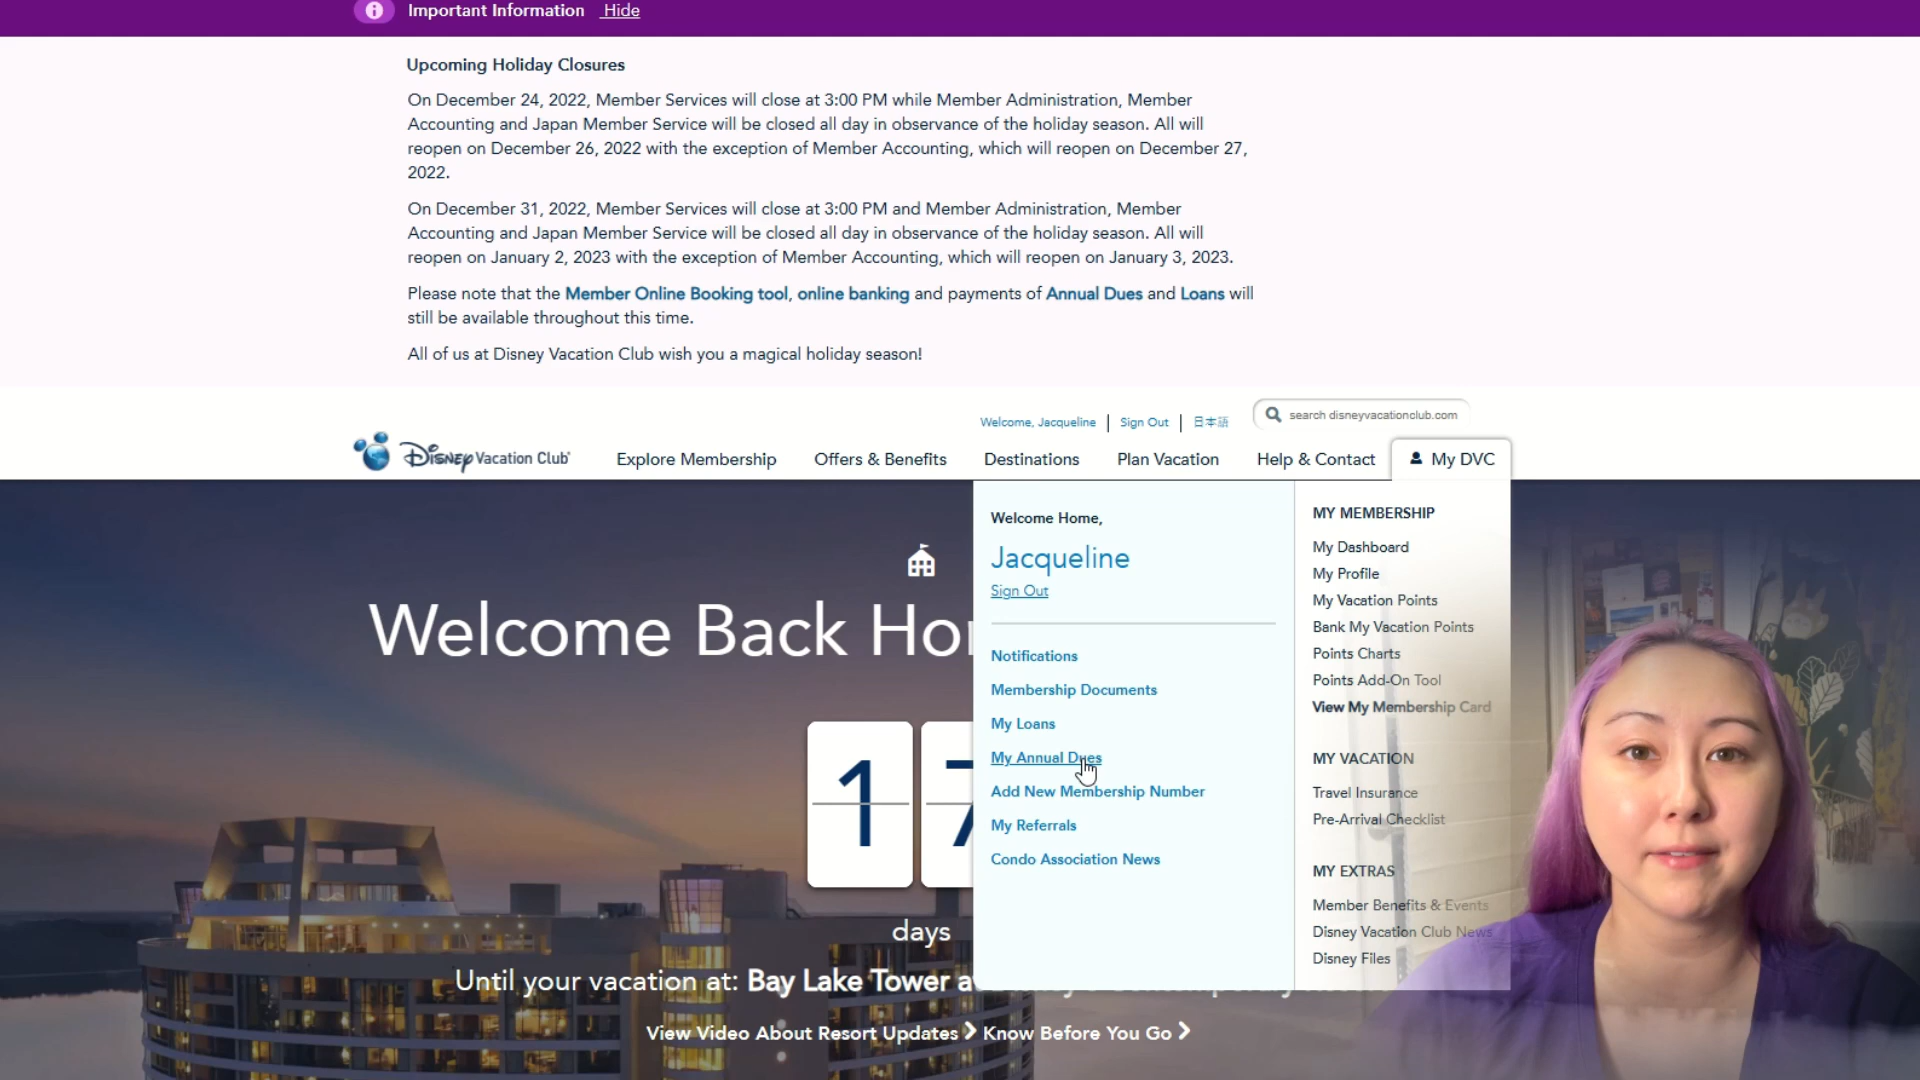 Important Information Hide
Upcoming Holiday Closures
On December 24, 2022, Member Services will close at 3:00 PM while Member Administration, Member
Accounting and Japan Member Service will be closed all day in observance of the holiday season. All will
reopen on December 26, 2022 with the exception of Member Accounting, which will reopen on December 27,
2022.
On December 31, 2022, Member Services will close at 3:00 PM and Member Administration, Member
Accounting and Japan Member Service will be closed all day in observance of the holiday season. All will
reopen on January 2, 2023 with the exception of Member Accounting, which will reopen on January 3, 2023.
Please note that the Member Online Booking tool, online banking and payments of Annual Dues and Loans will
still be available throughout this time.
All of us at Disney Vacation Club wish you a magical holiday season!
Welcome, Jacqueline | Sign Out | 日本語
search disneyvacationclub.com
Disney Vacation Club
Explore Membership
Offers & Benefits
Destinations
Plan Vacation
Help & Contact
My DVC
Welcome Home,
Jacqueline
Sign Out
Notifications
Membership Documents
My Loans
My Annual Dues
Add New Membership Number
My Referrals
Condo Association News
MY MEMBERSHIP
My Dashboard
My Profile
My Vacation Points
Bank My Vacation Points
Points Charts
Points Add-On Tool
View My Membership Card
MY VACATION
Travel Insurance
Pre-Arrival Checklist
MY EXTRAS
Member Benefits & Events
Disney Vacation Club News
Disney Files
Welcome Back
17
days
Until your vacation at: Bay Lake Tower
View Video About Resort Updates
Know Before You Go